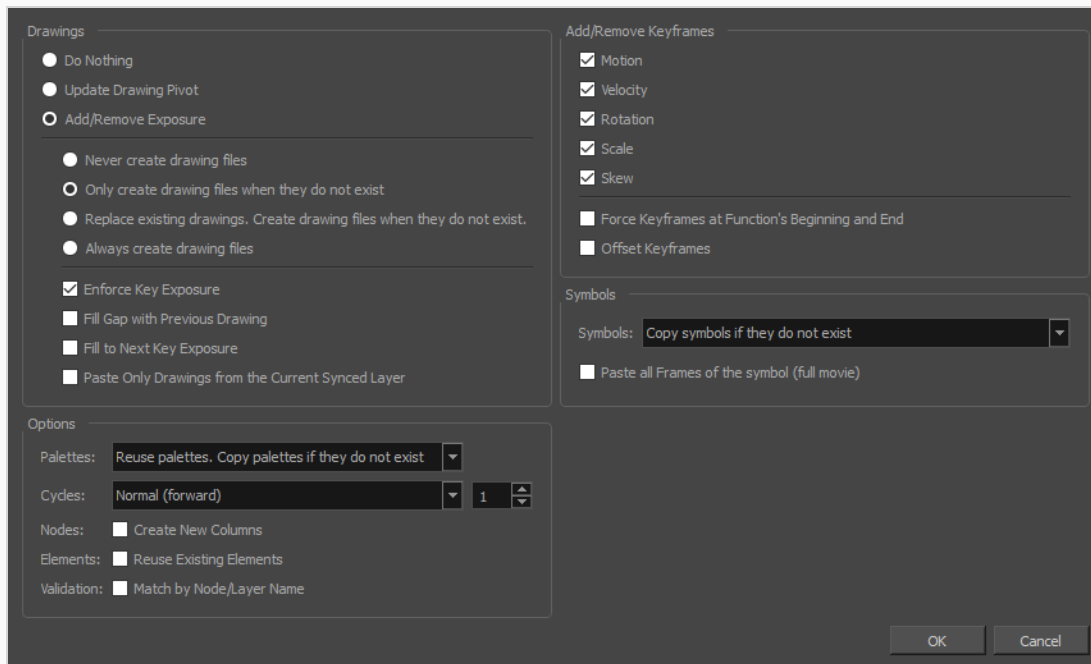 Drawings
Do Nothing
Update Drawing Pivot
Add/Remove Exposure
Never create drawing files
Only create drawing files when they do not exist
Replace existing drawings. Create drawing files when they do not exist.
Always create drawing files
Enforce Key Exposure
Fill Gap with Previous Drawing
Fill to Next Key Exposure
Paste Only Drawings from the Current Synced Layer
Options
Palettes: Reuse palettes. Copy palettes if they do not exist
Cycles: Normal (forward) 1
Nodes: Create New Columns
Elements: Reuse Existing Elements
Validation: Match by Node/Layer Name
Add/Remove Keyframes
Motion
Velocity
Rotation
Scale
Skew
Force Keyframes at Function's Beginning and End
Offset Keyframes
Symbols
Symbols: Copy symbols if they do not exist
Paste all Frames of the symbol (full movie)
OK Cancel